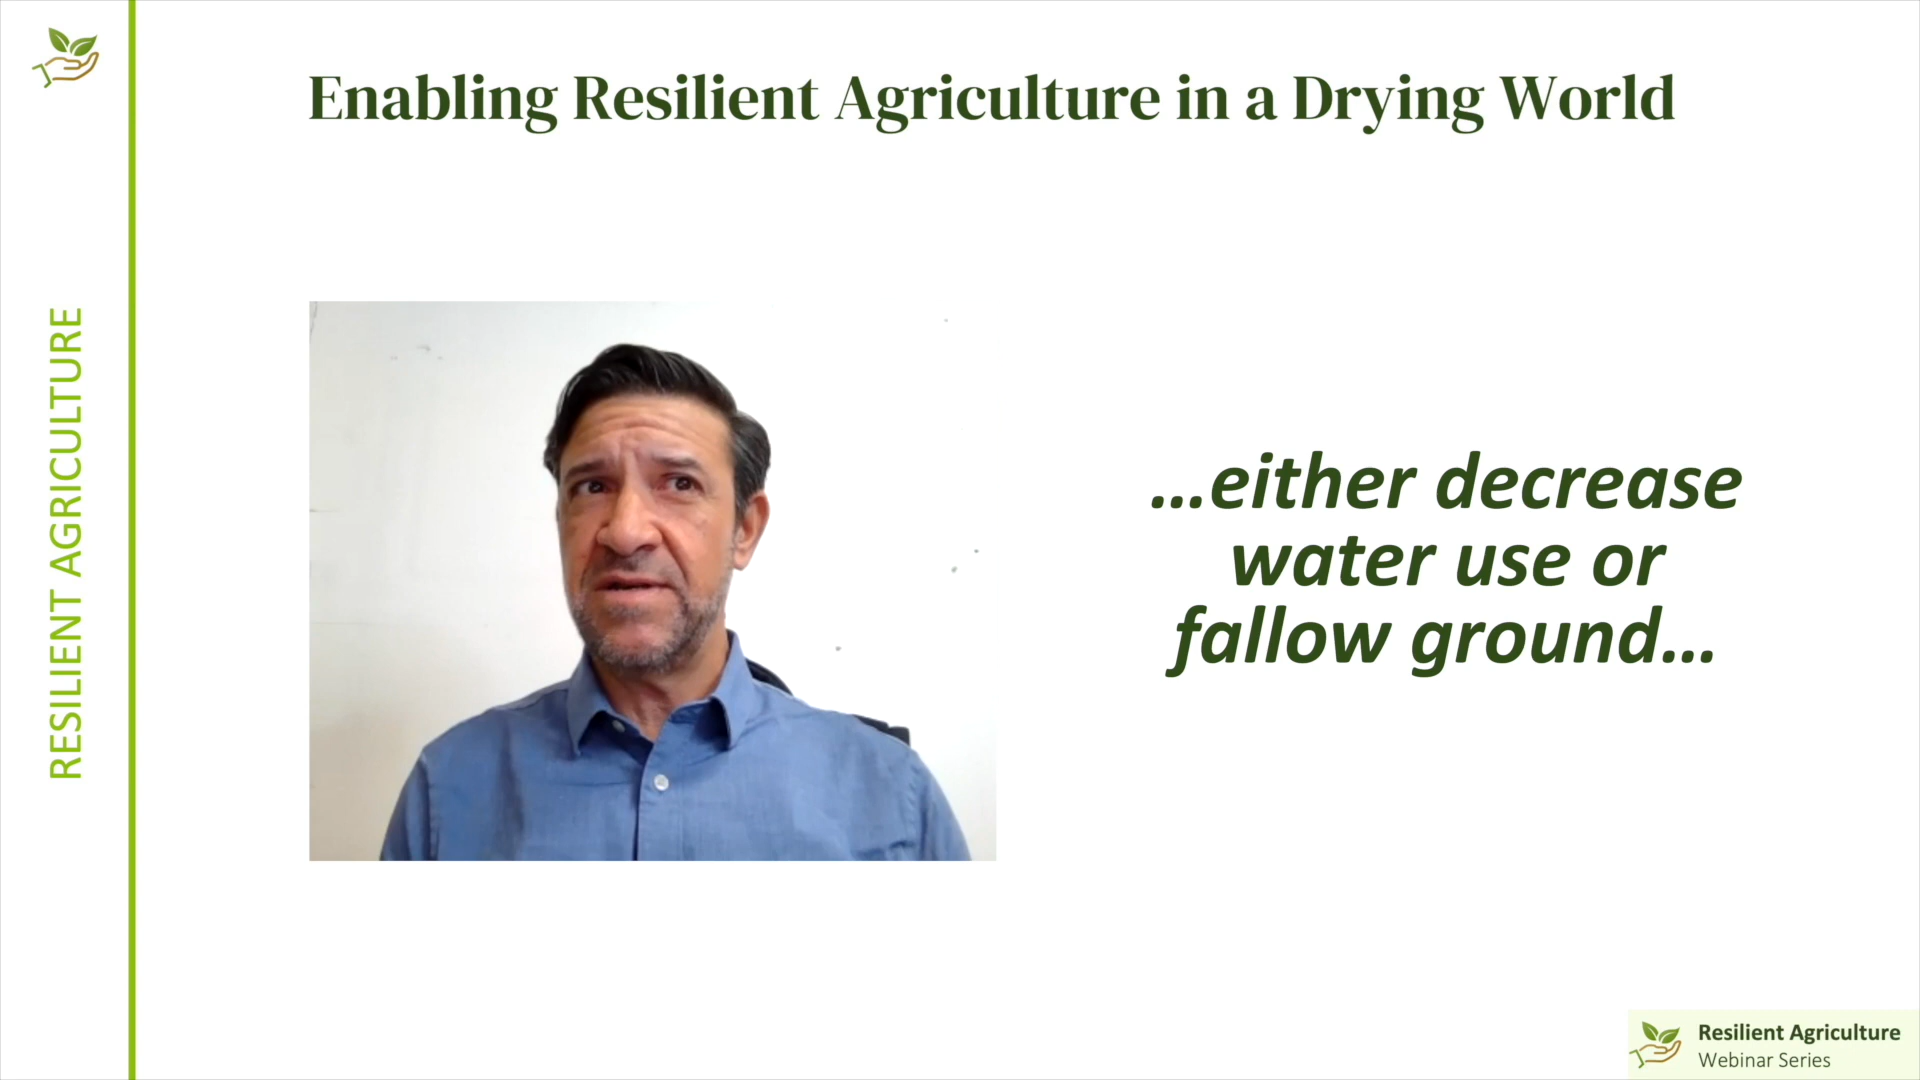 Enabling Resilient Agriculture in a Drying World
RESILIENT AGRICULTURE
...either decrease
water use or
fallow ground...
Resilient Agriculture
Webinar Series